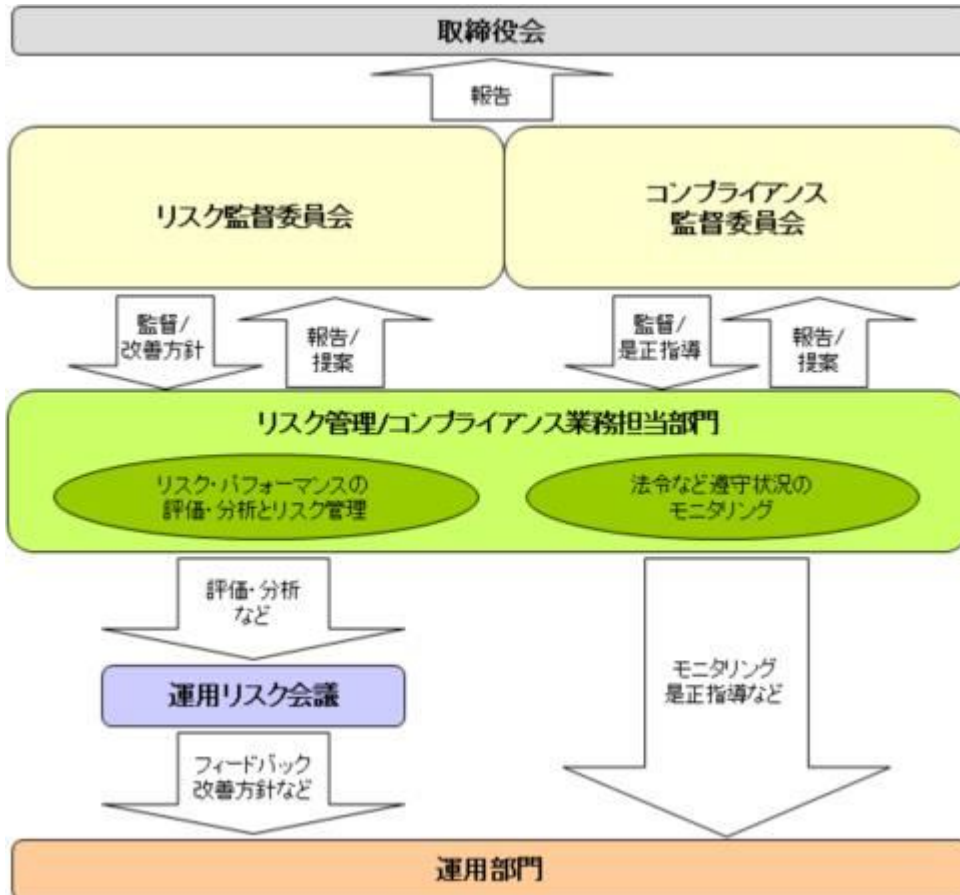 取締役会
報告
リスク監督委員会
コンプライアンス
監督委員会
監督/
改善方針
報告/
提案
監督/
是正指導
報告/
提案
リスク管理/コンプライアンス業務担当部門
リスク・パフォーマンスの
評価・分析とリスク管理
法令など遵守状況の
モニタリング
評価・分析
など
運用リスク会議
フィードバック
改善方針など
モニタリング
是正指導など
運用部門